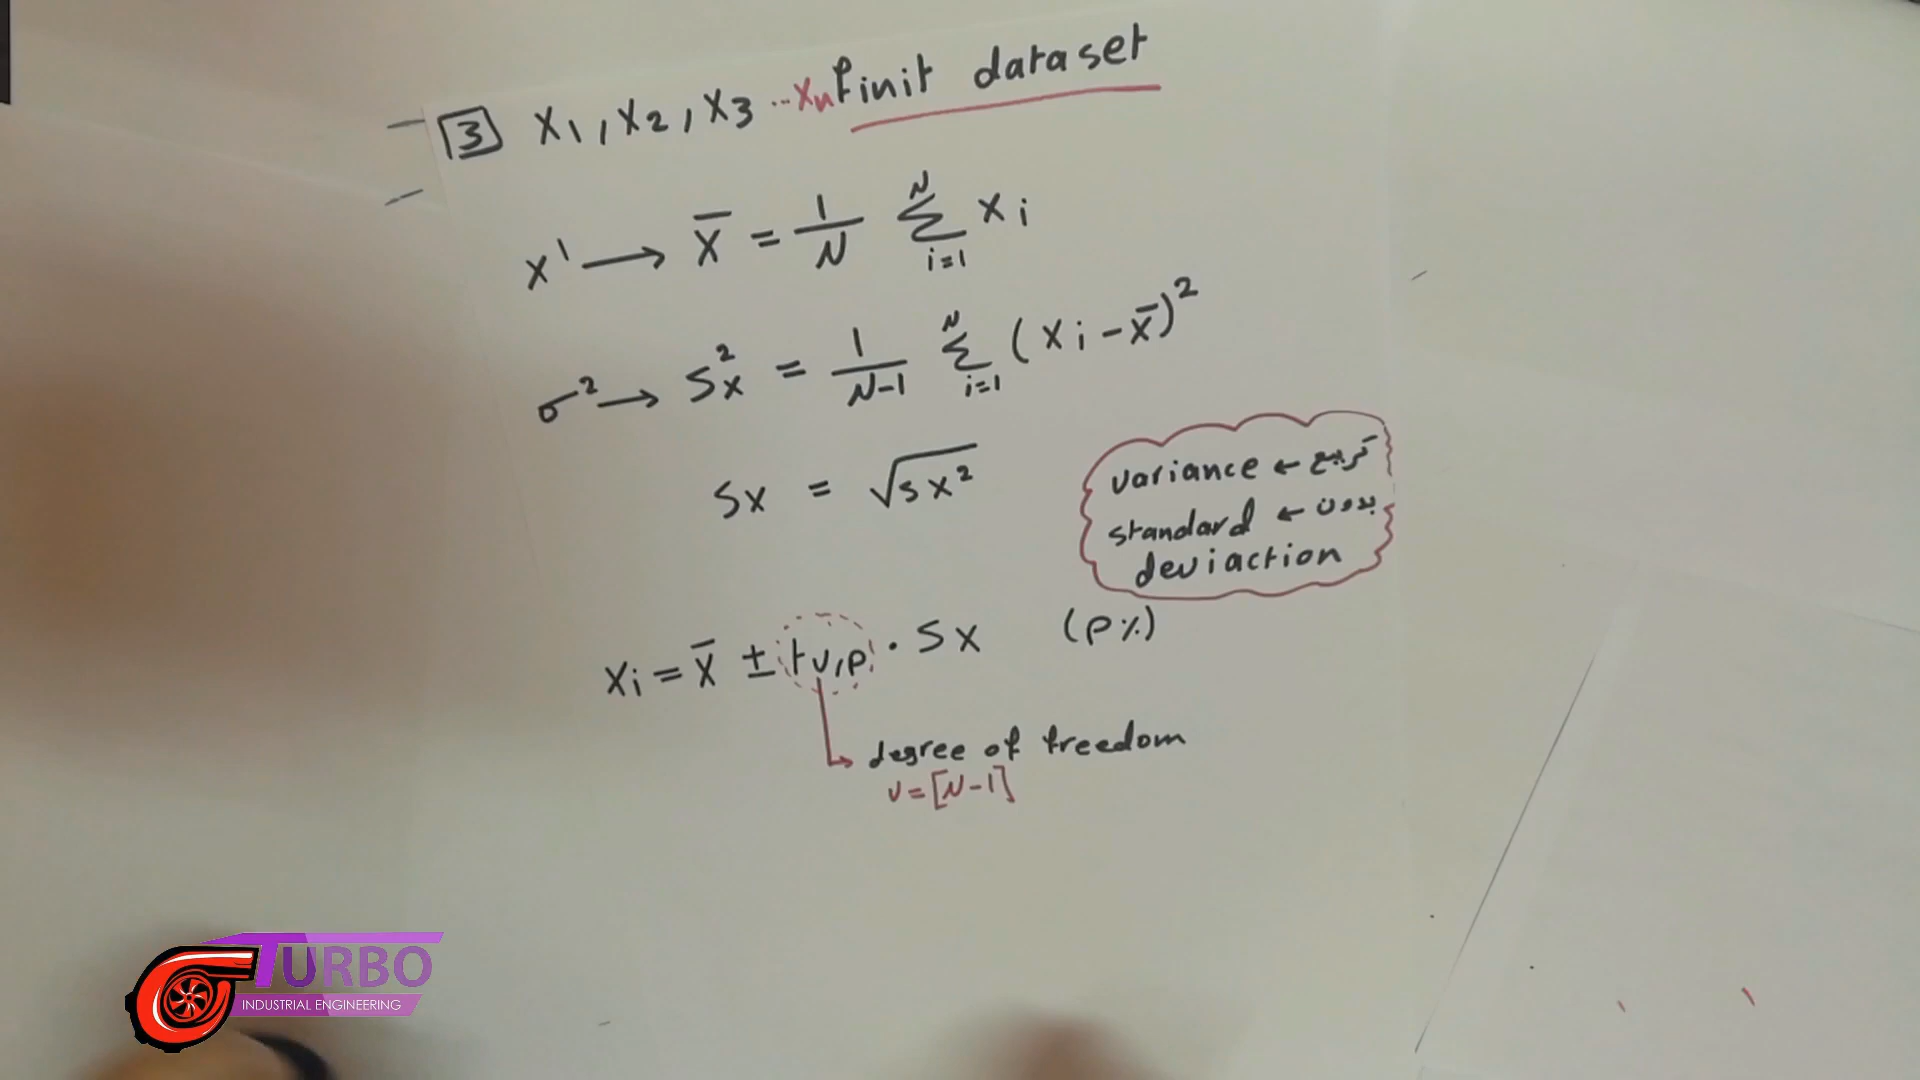 3 x1, x2, x3 ...xn finit dataset
x' → x̄ = 1/N Σ_{i=1}^{N} xi
σ² → Sx² = 1/(N-1) Σ_{i=1}^{N} (xi - x̄)²
Sx = √Sx²
variance ← تربيع
standard ← بدون
deviaction
xi = x̄ ± tν,p · Sx (P%)
degree of freedom
ν = [N-1]
TURBO
INDUSTRIAL ENGINEERING